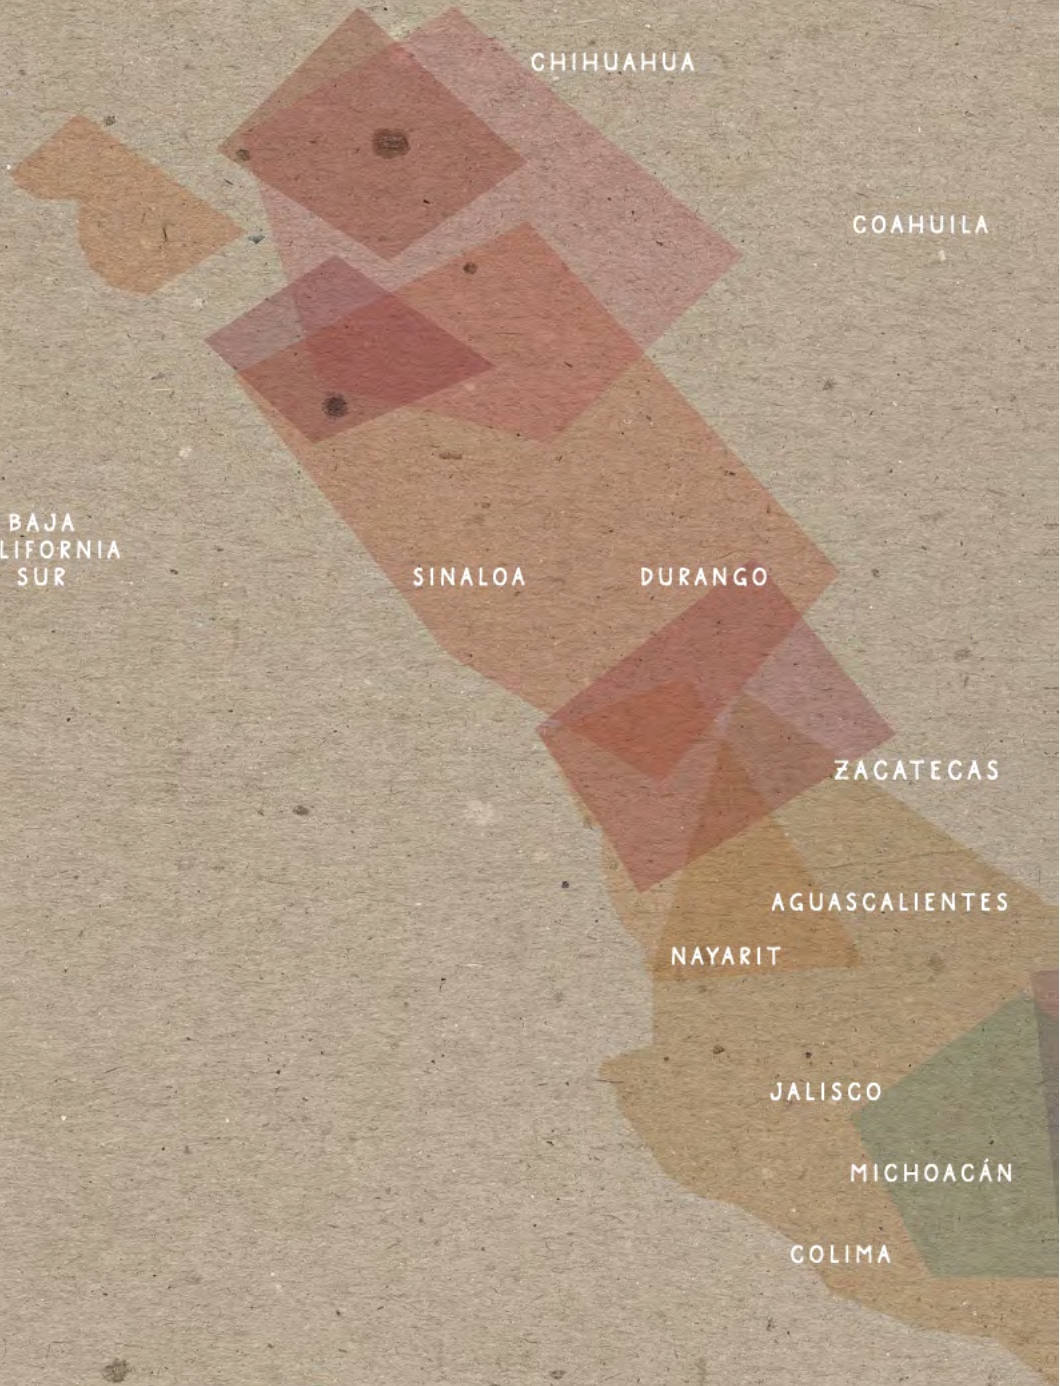 CHIHUAHUA
COAHUILA
BAJA
LIFORNIA
SUR
SINALOA
DURANGO
ZACATECAS
AGUASCALIENTES
NAYARIT
JALISCO
MICHOACÁN
COLIMA